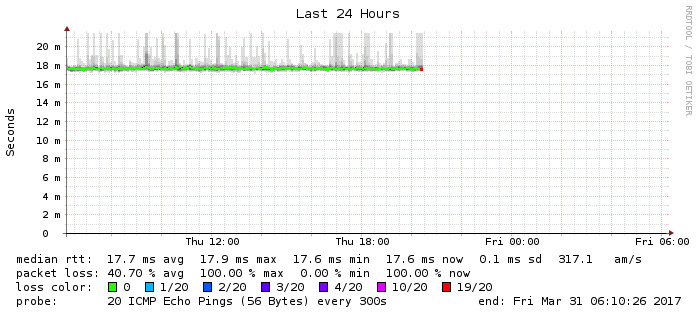 Last 24 Hours
RRDTOOL / TOBI OETIKER
Seconds
20 m
18 m
16 m
14 m
12 m
10 m
8 m
6 m
4 m
2 m
0
Thu 12:00 Thu 18:00 Fri 00:00 Fri 06:00
median rtt: 17.7 ms avg 17.9 ms max 17.6 ms min 17.6 ms now 0.1 ms sd 317.1 am/s
packet loss: 40.70 % avg 100.00 % max 0.00 % min 100.00 % now
loss color: 0 1/20 2/20 3/20 4/20 10/20 19/20
probe: 20 ICMP Echo Pings (56 Bytes) every 300s end: Fri Mar 31 06:10:26 2017